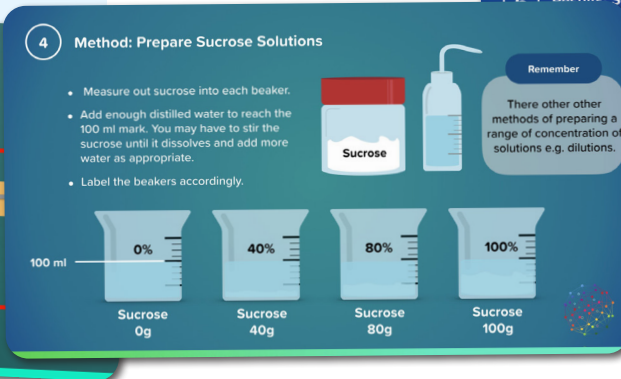 4 Method: Prepare Sucrose Solutions
• Measure out sucrose into each beaker.
• Add enough distilled water to reach the
100 ml mark. You may have to stir the
sucrose until it dissolves and add more
water as appropriate.
• Label the beakers accordingly.
Sucrose
Remember
There other other
methods of preparing a
range of concentration of
solutions e.g. dilutions.
0% 40% 80% 100%
100 ml
Sucrose Sucrose Sucrose Sucrose
0g 40g 80g 100g